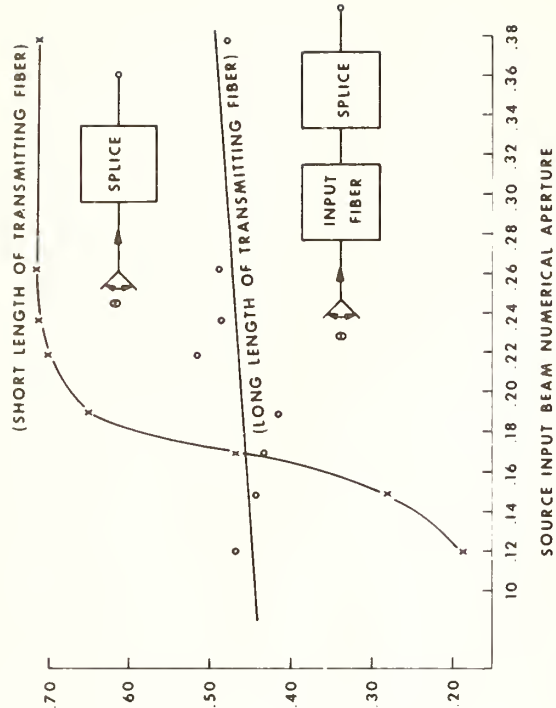 (SHORT LENGTH OF TRANSMITTING FIBER)
θ
SPLICE
(LONG LENGTH OF TRANSMITTING FIBER)
θ
INPUT
FIBER
SPLICE
.70
.60
.50
.40
.30
.20
10 .12 .14 .16 .18 .20 .22 .24 .26 .28 .30 .32 .34 .36 .38
SOURCE INPUT BEAM NUMERICAL APERTURE